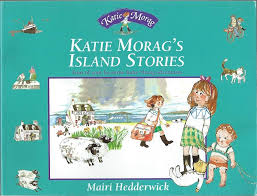 Katie Morag
KATIE MORAG'S
ISLAND STORIES
Mairi Hedderwick